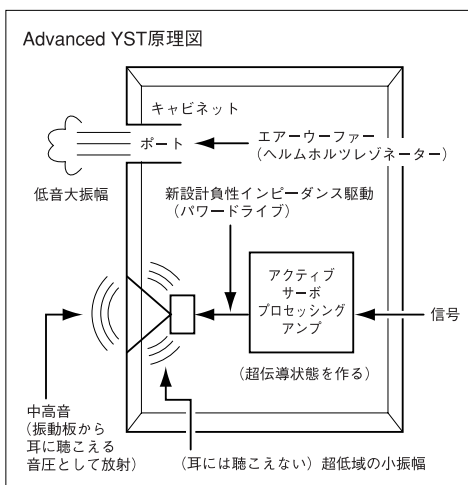 Advanced YST原理図
キャビネット
ポート
エアーウーファー
（ヘルムホルツレゾネーター）
低音大振幅
新設計負性インピーダンス駆動
（パワードライブ）
アクティブ
サーボ
プロセッシング
アンプ
信号
（超伝導状態を作る）
中高音
（振動板から
耳に聴こえる
音圧として放射）
（耳には聴こえない）超低域の小振幅